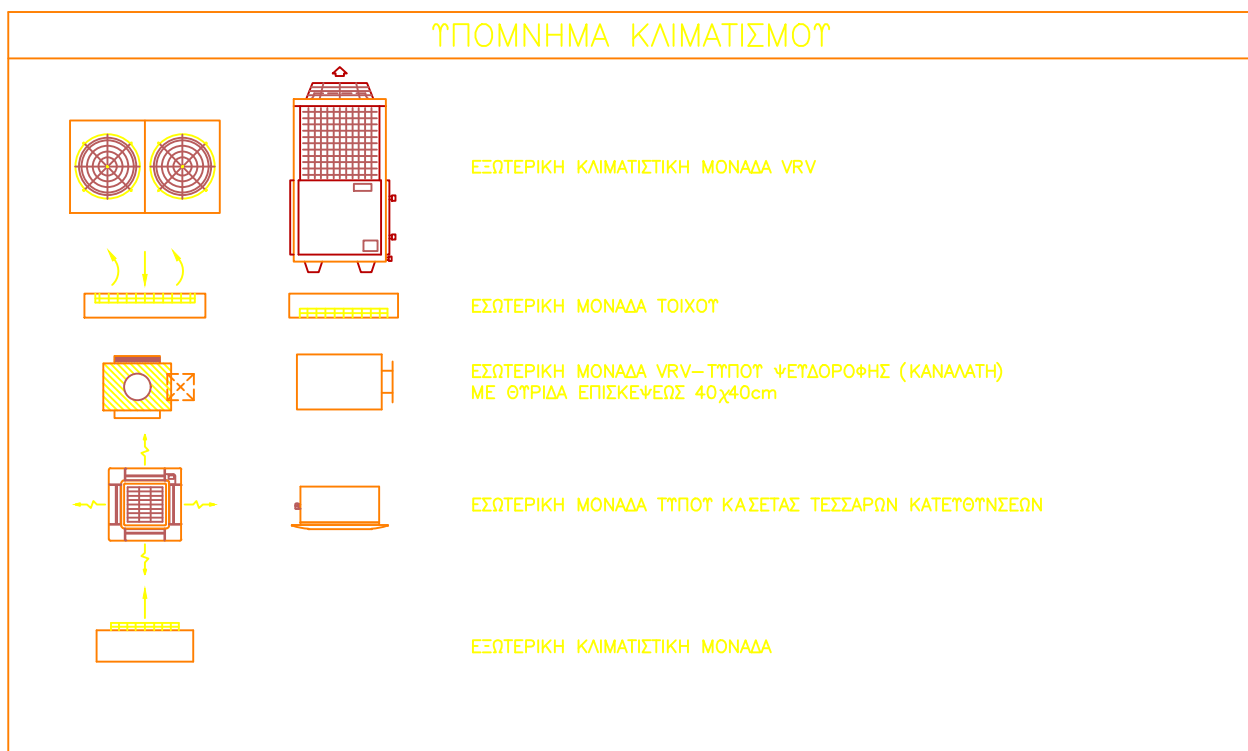 ΥΠΟΜΝΗΜΑ ΚΛΙΜΑΤΙΣΜΟΥ
ΕΞΩΤΕΡΙΚΗ ΚΛΙΜΑΤΙΣΤΙΚΗ ΜΟΝΑΔΑ VRV
ΕΣΩΤΕΡΙΚΗ ΜΟΝΑΔΑ ΤΟΙΧΟΥ
ΕΣΩΤΕΡΙΚΗ ΜΟΝΑΔΑ VRV-ΤΥΠΟΥ ΨΕΥΔΟΡΟΦΗΣ (ΚΑΝΑΛΑΤΗ)
ΜΕ ΘΥΡΙΔΑ ΕΠΙΣΚΕΨΕΩΣ 40χ40cm
ΕΣΩΤΕΡΙΚΗ ΜΟΝΑΔΑ ΤΥΠΟΥ ΚΑΣΕΤΑΣ ΤΕΣΣΑΡΩΝ ΚΑΤΕΥΘΥΝΣΕΩΝ
ΕΞΩΤΕΡΙΚΗ ΚΛΙΜΑΤΙΣΤΙΚΗ ΜΟΝΑΔΑ